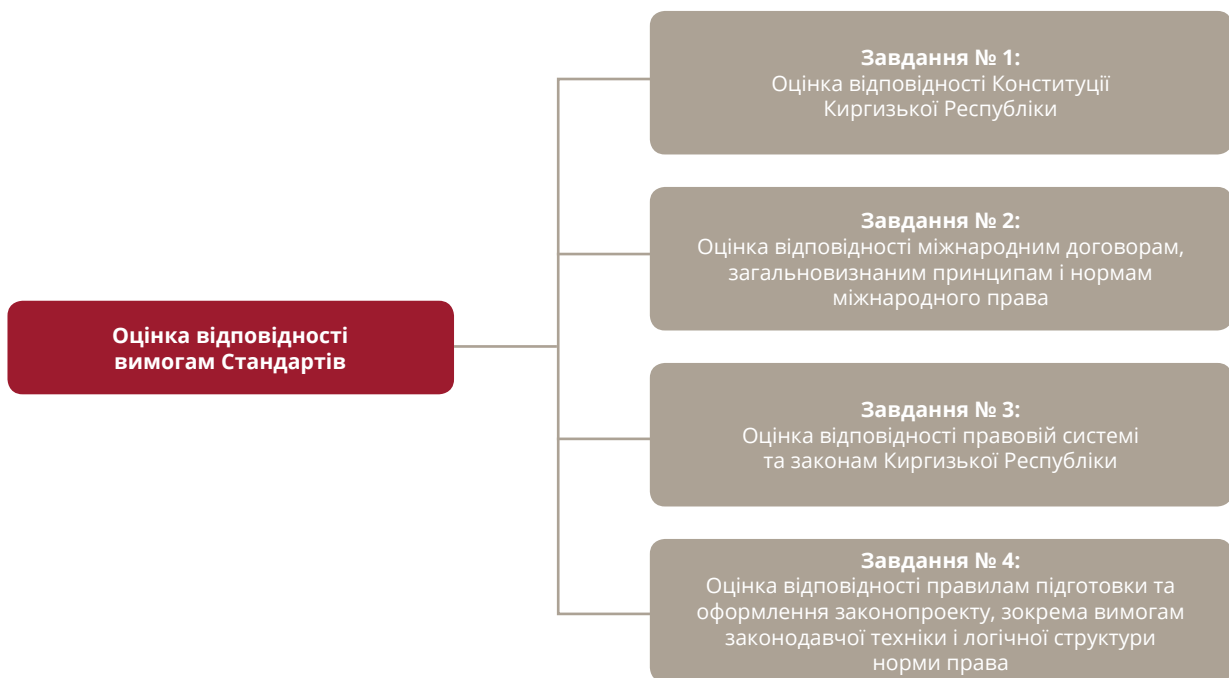 Завдання № 1:
Оцінка відповідності Конституції
Киргизької Республіки
Завдання № 2:
Оцінка відповідності міжнародним договорам,
загальновизнаним принципам і нормам
міжнародного права
Оцінка відповідності
вимогам Стандартів
Завдання № 3:
Оцінка відповідності правовій системі
та законам Киргизької Республіки
Завдання № 4:
Оцінка відповідності правилам підготовки та
оформлення законопроекту, зокрема вимогам
законодавчої техніки і логічної структури
норми права